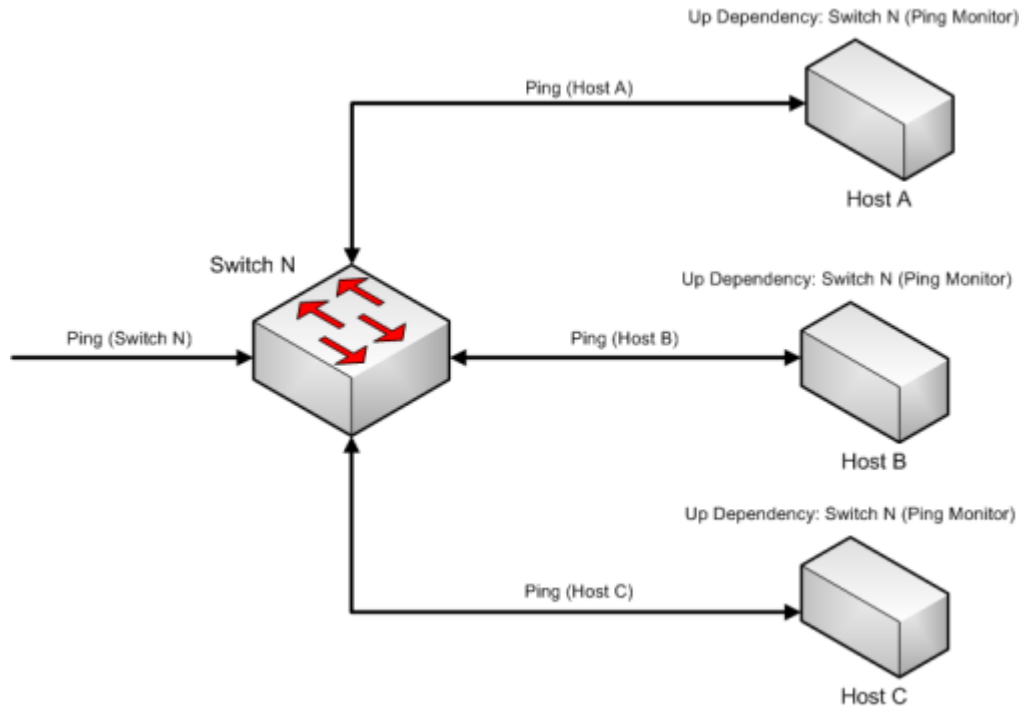 Up Dependency: Switch N (Ping Monitor)
Ping (Host A)
Host A
Switch N
Up Dependency: Switch N (Ping Monitor)
Ping (Switch N)
Ping (Host B)
Host B
Up Dependency: Switch N (Ping Monitor)
Ping (Host C)
Host C